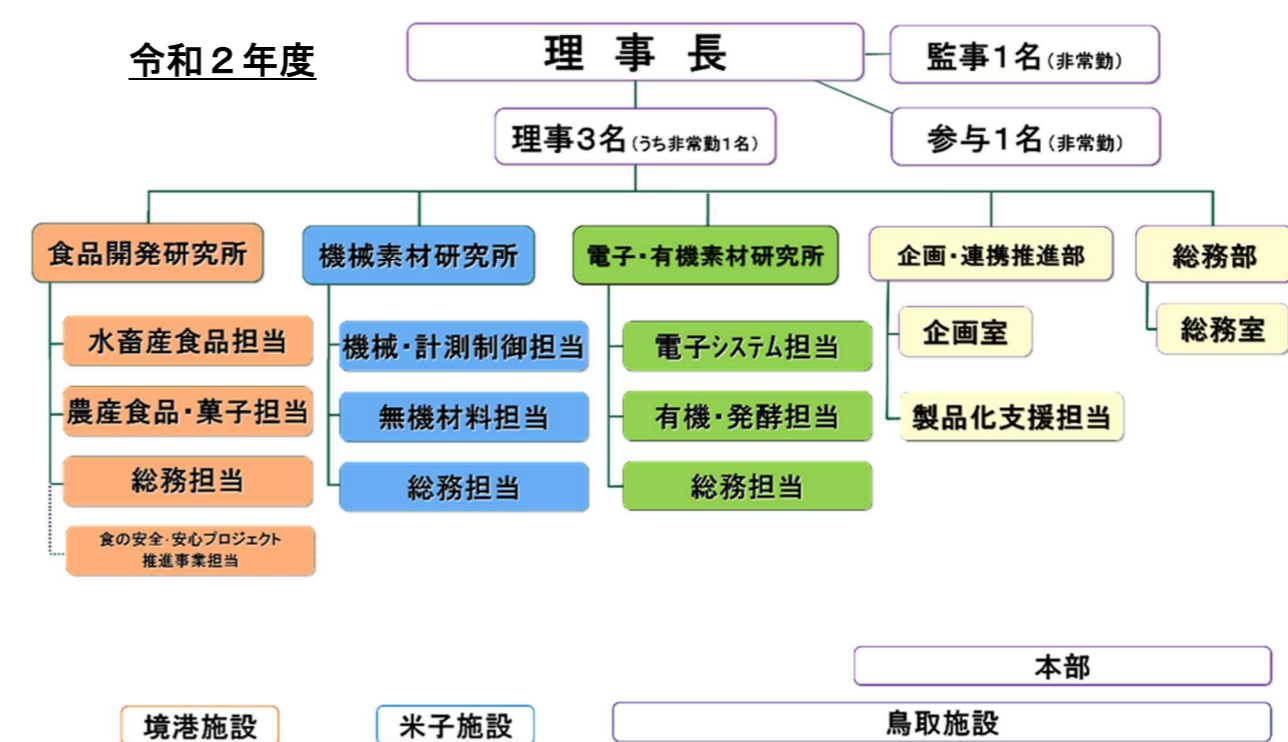 令和２年度
理　事　長
監事１名(非常勤)
理事３名(うち非常勤1名)
参与１名(非常勤)
食品開発研究所
機械素材研究所
電子・有機素材研究所
企画・連携推進部
総務部
水畜産食品担当
農産食品・菓子担当
総務担当
食の安全・安心プロジェクト
推進事業担当
機械・計測制御担当
無機材料担当
総務担当
電子システム担当
有機・発酵担当
総務担当
企画室
製品化支援担当
総務室
本部
境港施設
米子施設
鳥取施設